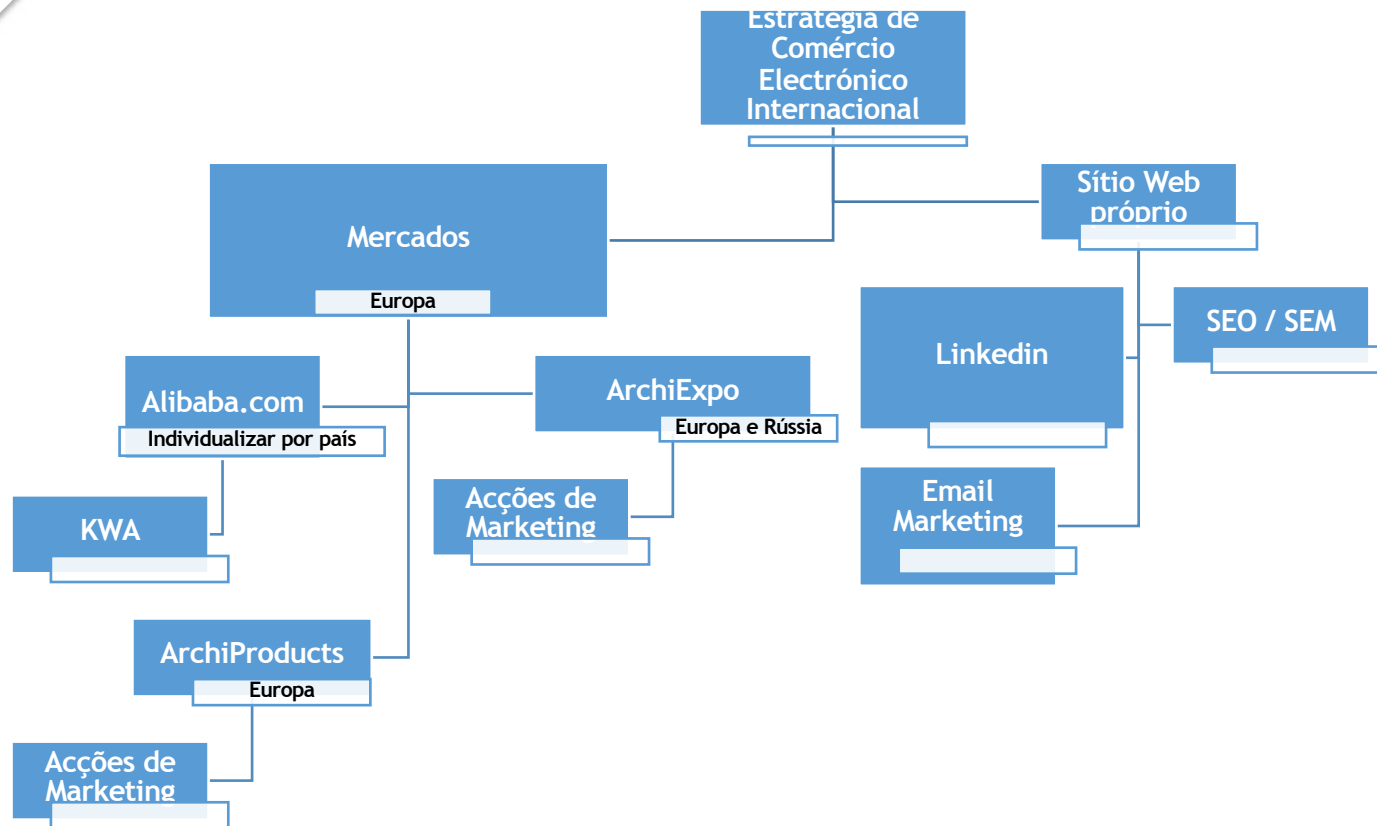 Estratégia de
Comércio
Electrónico
Internacional
Mercados
Europa
Sítio Web
próprio
Linkedin
SEO / SEM
Alibaba.com
Individualizar por país
ArchiExpo
Europa e Rússia
KWA
Acções de
Marketing
Email
Marketing
ArchiProducts
Europa
Acções de
Marketing